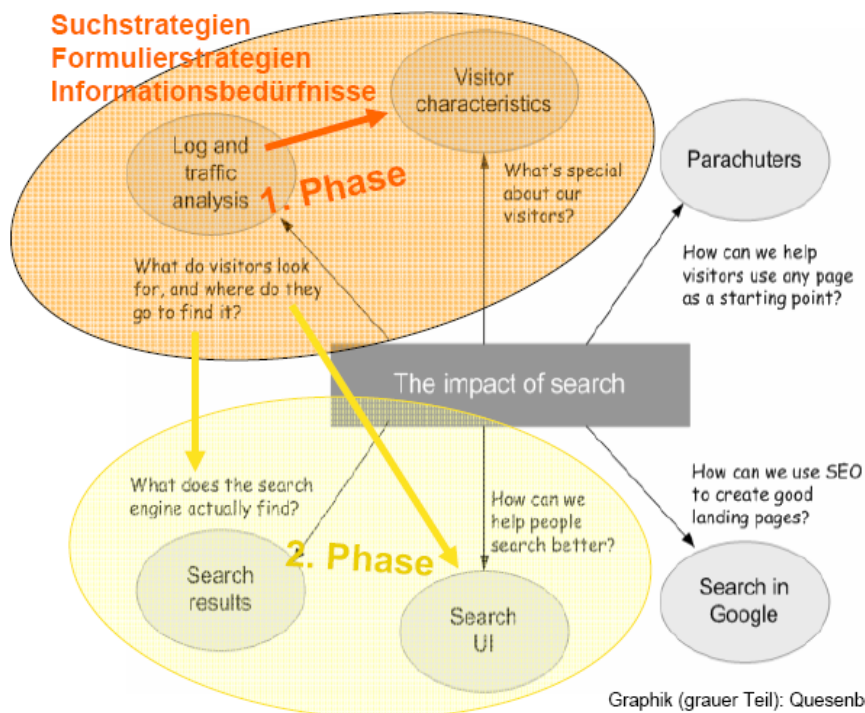 Suchstrategien
Formulierstrategien
Informationsbedürfnisse
Visitor
characteristics
Log and
traffic
analysis
1. Phase
What's special
about our
visitors?
Parachuters
What do visitors look
for, and where do they
go to find it?
How can we help
visitors use any page
as a starting point?
The impact of search
What does the search
engine actually find?
How can we
help people
search better?
How can we use SEO
to create good
landing pages?
2. Phase
Search
results
Search
UI
Search in
Google
Graphik (grauer Teil): Quesenb